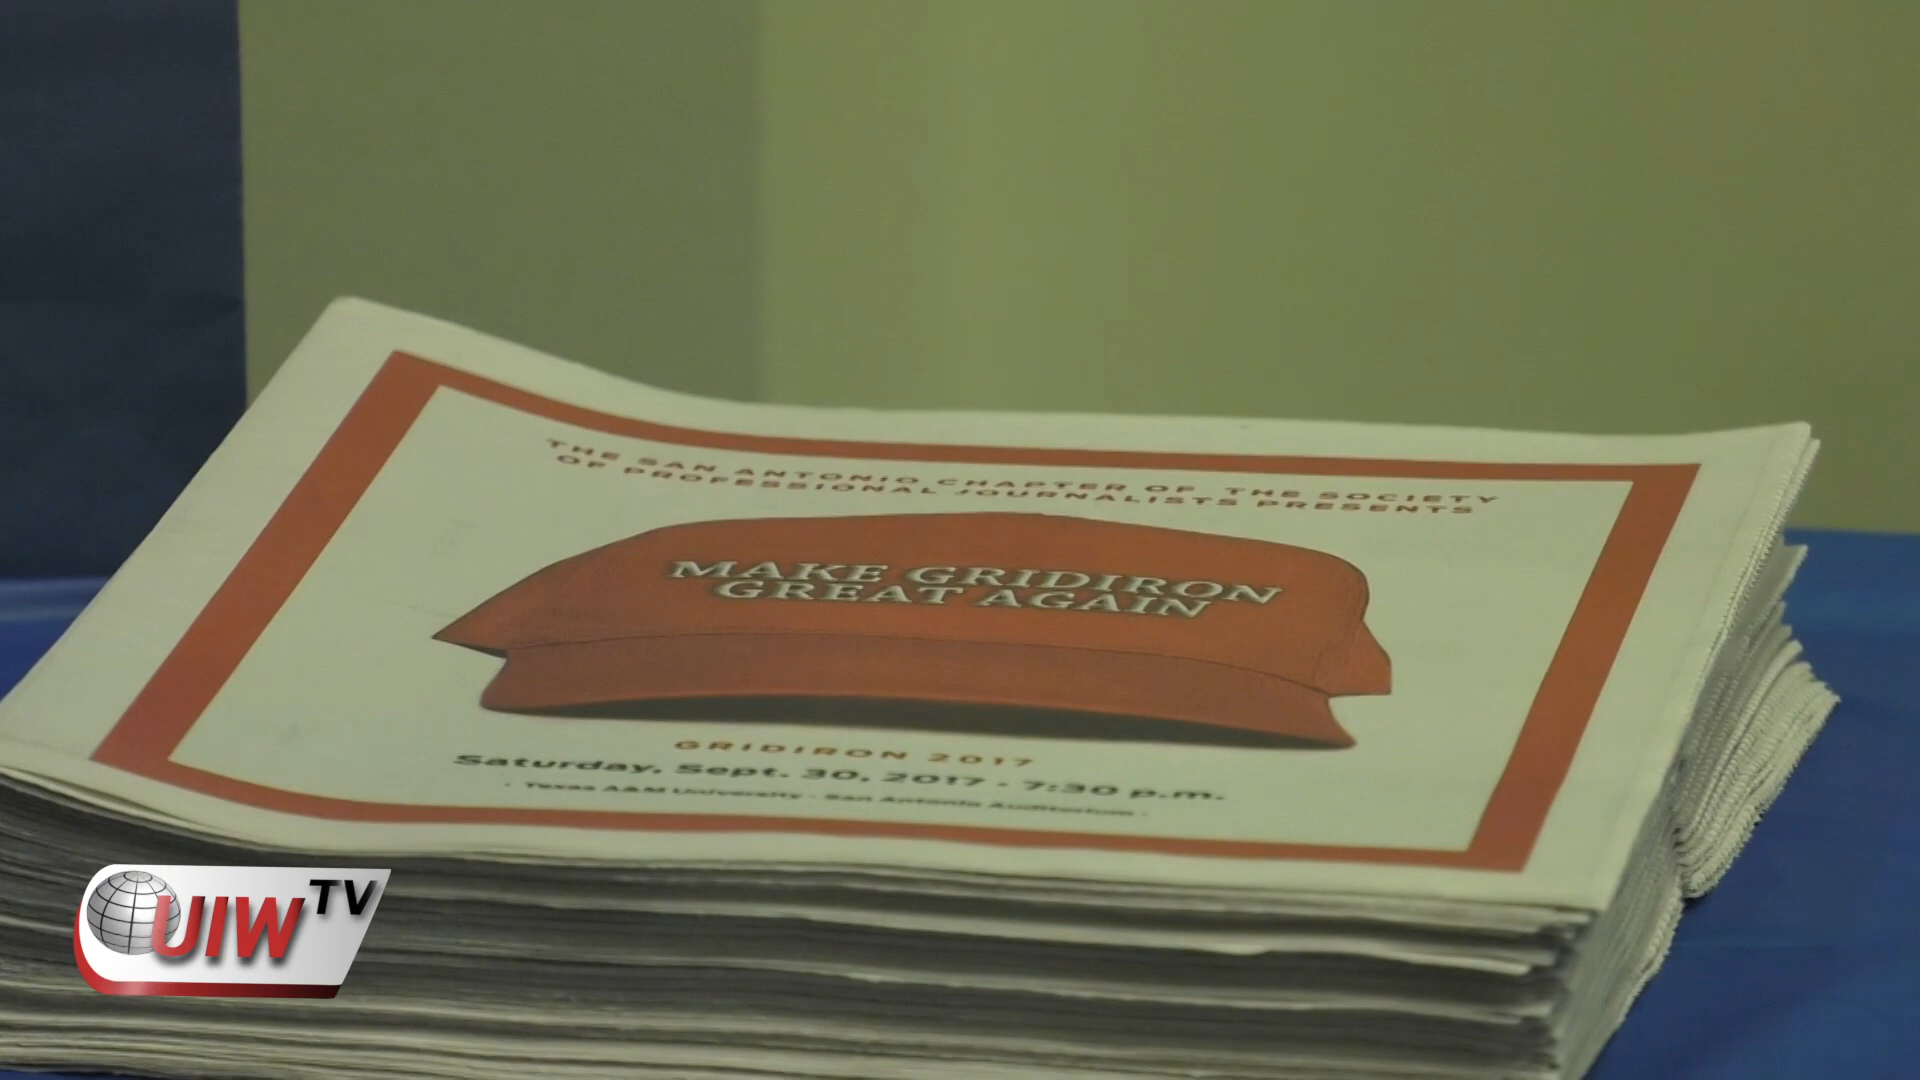 THE SAN ANTONIO CHAPTER OF THE SOCIETY
OF PROFESSIONAL JOURNALISTS PRESENTS
MAKE GRIDIRON
GREAT AGAIN
GRIDIRON 2017
Saturday, Sept. 30, 2017 · 7:30 p.m.
· Texas A&M University - San Antonio Auditorium ·
UIW TV